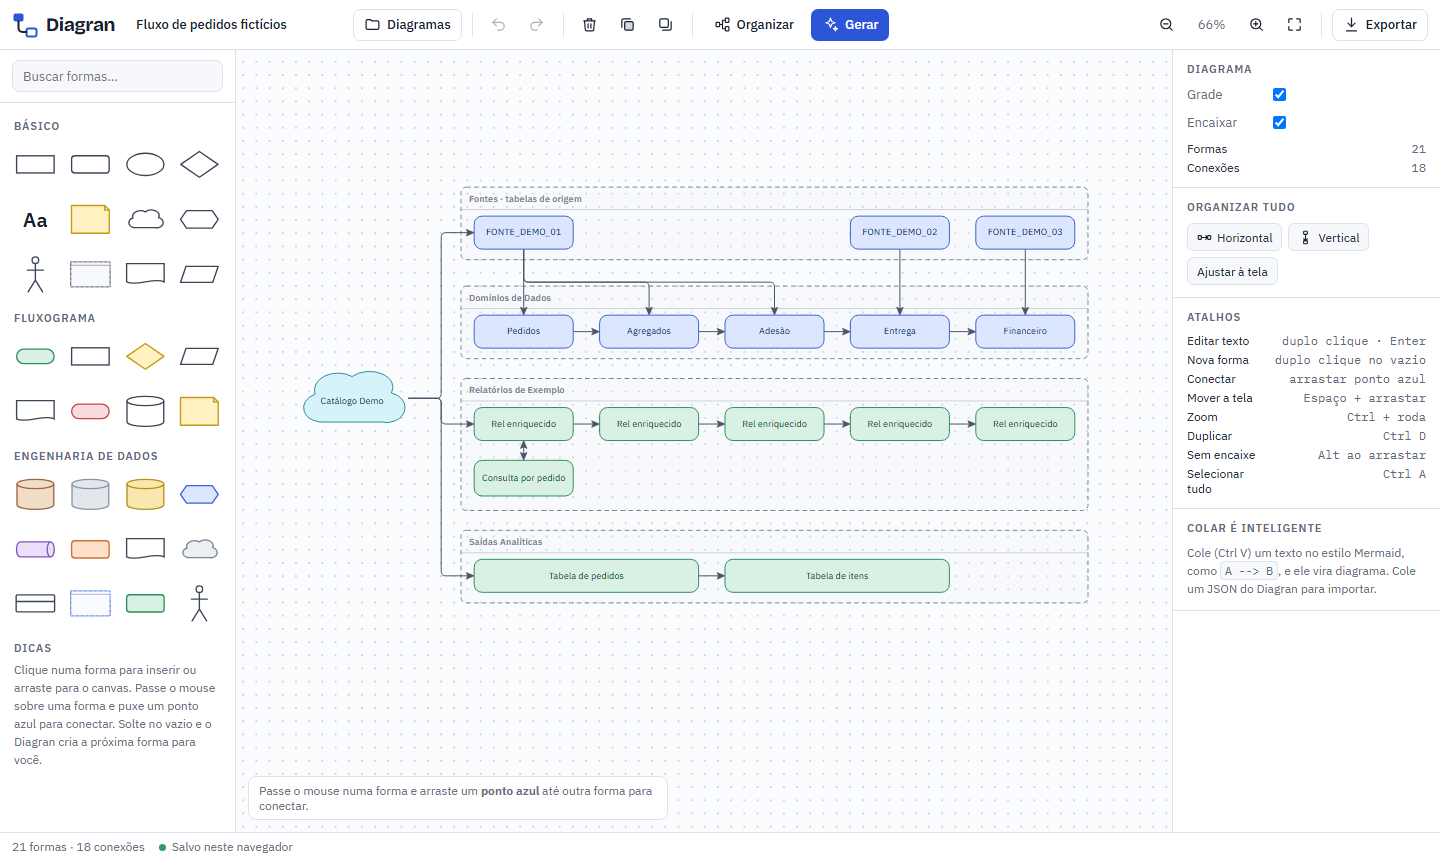 Diagran
Fluxo de pedidos fictícios
Diagramas
Organizar
Gerar
66%
Exportar
Buscar formas...
BÁSICO
Aa
FLUXOGRAMA
ENGENHARIA DE DADOS
DICAS
Clique numa forma para inserir ou
arraste para o canvas. Passe o mouse
sobre uma forma e puxe um ponto
azul para conectar. Solte no vazio e o
Diagran cria a próxima forma para
você.
Fontes · tabelas de origem
FONTE_DEMO_01
FONTE_DEMO_02
FONTE_DEMO_03
Domínios de Dados
Pedidos
Agregados
Adesão
Entrega
Financeiro
Catálogo Demo
Relatórios de Exemplo
Rel enriquecido
Rel enriquecido
Rel enriquecido
Rel enriquecido
Rel enriquecido
Consulta por pedido
Saídas Analíticas
Tabela de pedidos
Tabela de itens
Passe o mouse numa forma e arraste um ponto azul até outra forma para
conectar.
DIAGRAMA
Grade
Encaixar
Formas 21
Conexões 18
ORGANIZAR TUDO
Horizontal
Vertical
Ajustar à tela
ATALHOS
Editar texto duplo clique · Enter
Nova forma duplo clique no vazio
Conectar arrastar ponto azul
Mover a tela Espaço + arrastar
Zoom Ctrl + roda
Duplicar Ctrl D
Sem encaixe Alt ao arrastar
Selecionar Ctrl A
tudo
COLAR É INTELIGENTE
Cole (Ctrl V) um texto no estilo Mermaid,
como A --> B, e ele vira diagrama. Cole
um JSON do Diagran para importar.
21 formas · 18 conexões
Salvo neste navegador